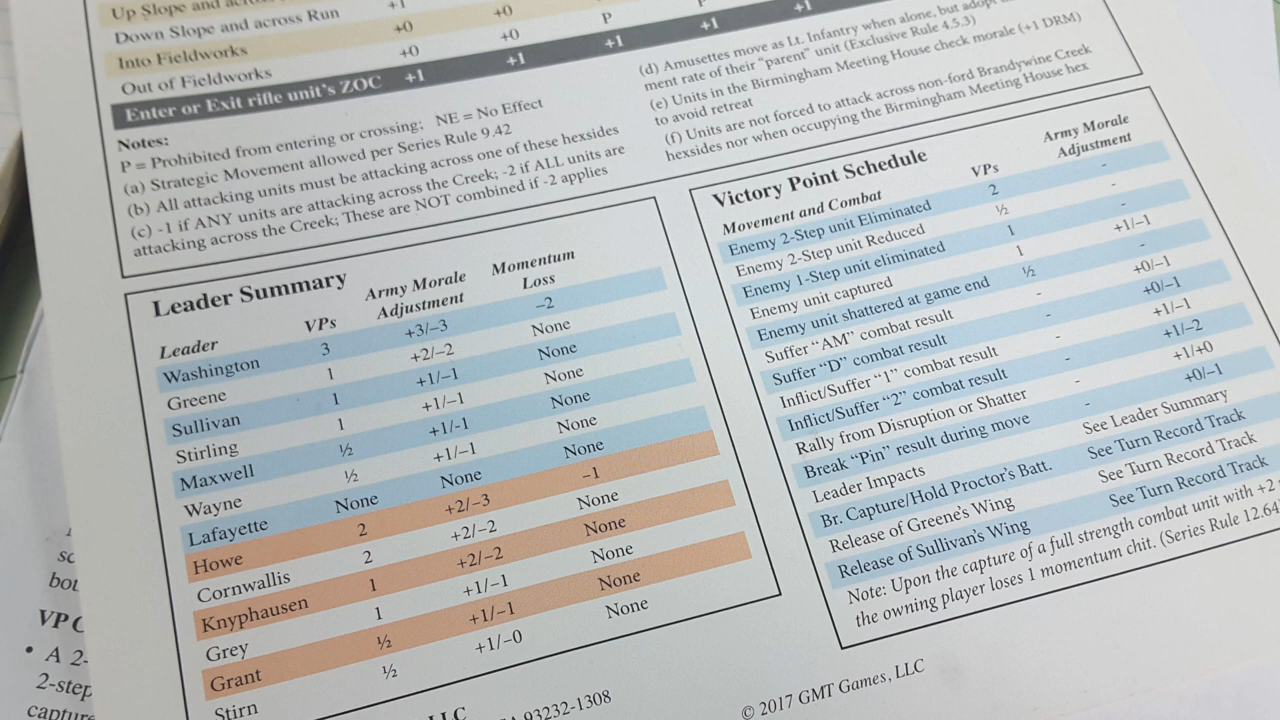 Up Slope and
Down Slope and across Run +1
Into Fieldworks +0 +0
Out of Fieldworks +0 +0 P
Enter or Exit rifle unit's ZOC +1 +1 +1 +1 +1
Notes:
P = Prohibited from entering or crossing; NE = No Effect
(a) Strategic Movement allowed per Series Rule 9.42
(b) All attacking units must be attacking across one of these hexsides
(c) -1 if ANY units are attacking across the Creek; -2 if ALL units are
attacking across the Creek; These are NOT combined if -2 applies
(d) Amusettes move as Lt. Infantry when alone, but adopt
ment rate of their “parent” unit (Exclusive Rule 4.5.3)
(e) Units in the Birmingham Meeting House check morale (+1 DRM)
to avoid retreat
(f) Units are not forced to attack across non-ford Brandywine Creek
hexsides nor when occupying the Birmingham Meeting House hex
Leader Summary
Leader VPs Army Morale Adjustment Momentum Loss
Washington 3 +3/−3 −2
Greene 1 +2/−2 None
Sullivan 1 +1/−1 None
Stirling 1 +1/−1 None
Maxwell ½ +1/-1 None
Wayne ½ +1/−1 None
Lafayette None None None
Howe 2 +2/−3 −1
Cornwallis 2 +2/−2 None
Knyphausen 1 +2/−2 None
Grey 1 +1/−1 None
Grant ½ +1/−1 None
Stirn ½ +1/−0 None
Victory Point Schedule
Movement and Combat VPs Army Morale Adjustment
Enemy 2-Step unit Eliminated 2 -
Enemy 2-Step unit Reduced ½ -
Enemy 1-Step unit eliminated 1 -
Enemy unit captured 1 +1/−1
Enemy unit shattered at game end ½ -
Suffer “AM” combat result - +0/−1
Suffer “D” combat result - +0/−1
Inflict/Suffer “1” combat result - +1/−1
Inflict/Suffer “2” combat result - +1/−2
Rally from Disruption or Shatter - +1/+0
Break “Pin” result during move - +0/−1
Leader Impacts See Leader Summary
Br. Capture/Hold Proctor's Batt. See Turn Record Track
Release of Greene's Wing See Turn Record Track
Release of Sullivan's Wing See Turn Record Track
Note: Upon the capture of a full strength combat unit with +2
the owning player loses 1 momentum chit. (Series Rule 12.64
LLC
93232-1308
© 2017 GMT Games, LLC
VP
• A 2-
2-step